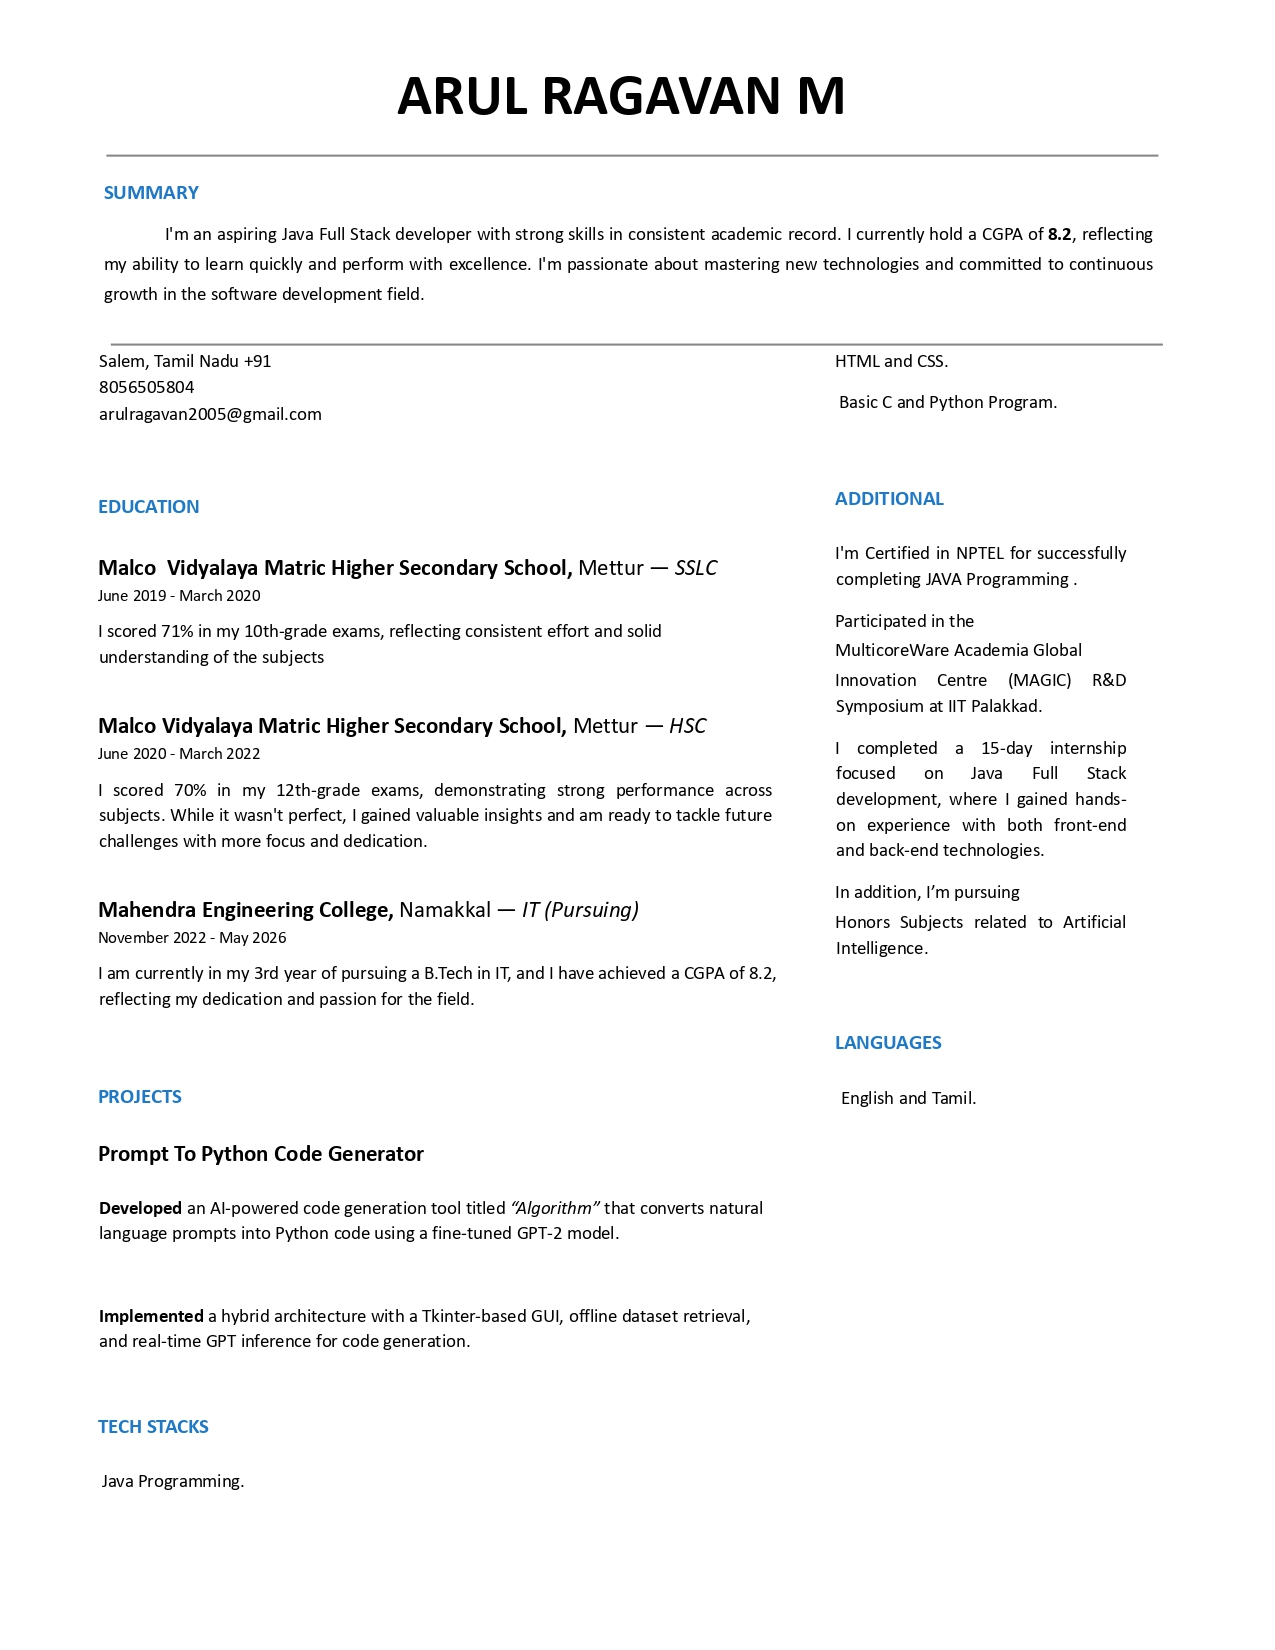 ARUL RAGAVAN M
SUMMARY
I'm an aspiring Java Full Stack developer with strong skills in consistent academic record. I currently hold a CGPA of 8.2, reflecting
my ability to learn quickly and perform with excellence. I'm passionate about mastering new technologies and committed to continuous
growth in the software development field.
Salem, Tamil Nadu +91
8056505804
arulragavan2005@gmail.com
EDUCATION
Malco  Vidyalaya Matric Higher Secondary School, Mettur — SSLC
June 2019 - March 2020
I scored 71% in my 10th-grade exams, reflecting consistent effort and solid
understanding of the subjects
Malco Vidyalaya Matric Higher Secondary School, Mettur — HSC
June 2020 - March 2022
I scored 70% in my 12th-grade exams, demonstrating strong performance across
subjects. While it wasn't perfect, I gained valuable insights and am ready to tackle future
challenges with more focus and dedication.
Mahendra Engineering College, Namakkal — IT (Pursuing)
November 2022 - May 2026
I am currently in my 3rd year of pursuing a B.Tech in IT, and I have achieved a CGPA of 8.2,
reflecting my dedication and passion for the field.
PROJECTS
Prompt To Python Code Generator
Developed an AI-powered code generation tool titled “Algorithm” that converts natural
language prompts into Python code using a fine-tuned GPT-2 model.
Implemented a hybrid architecture with a Tkinter-based GUI, offline dataset retrieval,
and real-time GPT inference for code generation.
TECH STACKS
Java Programming.
HTML and CSS.
Basic C and Python Program.
ADDITIONAL
I'm Certified in NPTEL for successfully
completing JAVA Programming .
Participated in the
MulticoreWare Academia Global
Innovation Centre (MAGIC) R&D
Symposium at IIT Palakkad.
I completed a 15-day internship
focused on Java Full Stack
development, where I gained hands-
on experience with both front-end
and back-end technologies.
In addition, I’m pursuing
Honors Subjects related to Artificial
Intelligence.
LANGUAGES
English and Tamil.